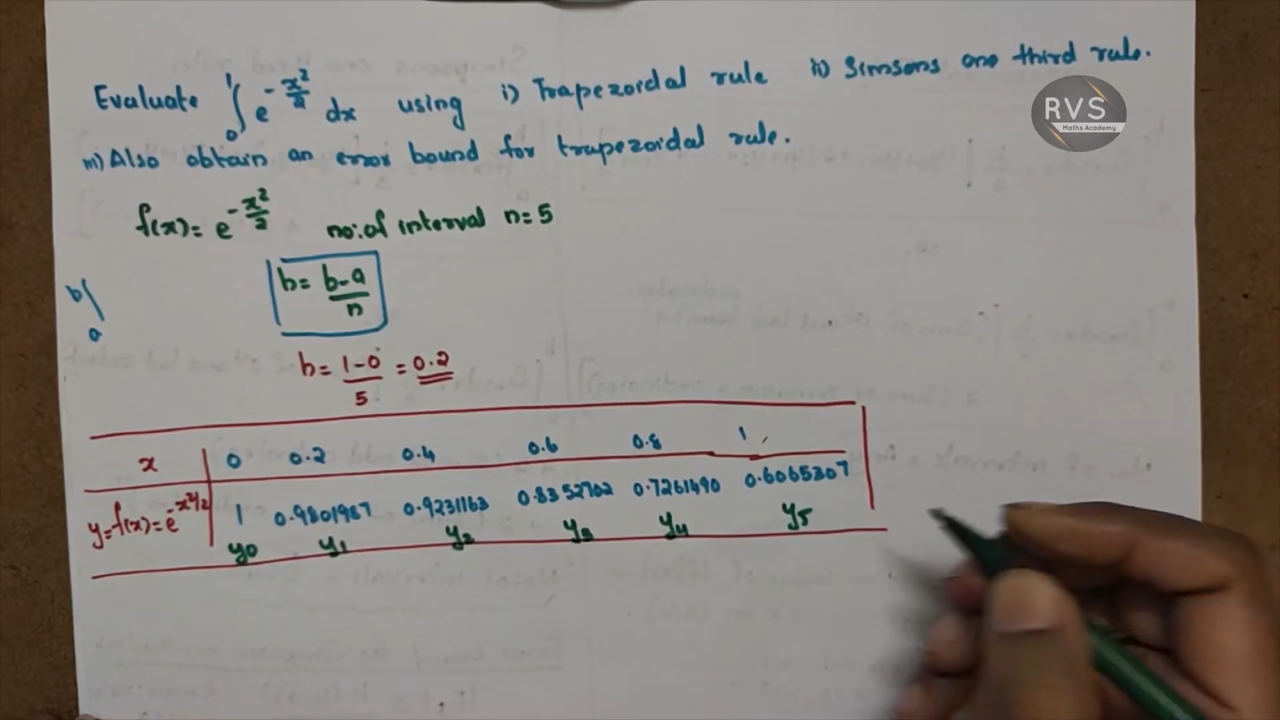 Evaluate ∫₀¹ e^(-x²/2) dx using i) Trapezoidal rule ii) Simsons one third rule.
RVS
Maths Academy
iii) Also obtain an error bound for trapezoidal rule.
f(x)= e^(-x²/2) no: of interval n=5
h= b-a/n
b
a
h= 1-0/5 = 0.2
x 0 0.2 0.4 0.6 0.8 1
y=f(x)=e^(-x²/2) 1 0.9801987 0.9231163 0.8352702 0.7261490 0.6065307
y0 y1 y2 y3 y4 y5